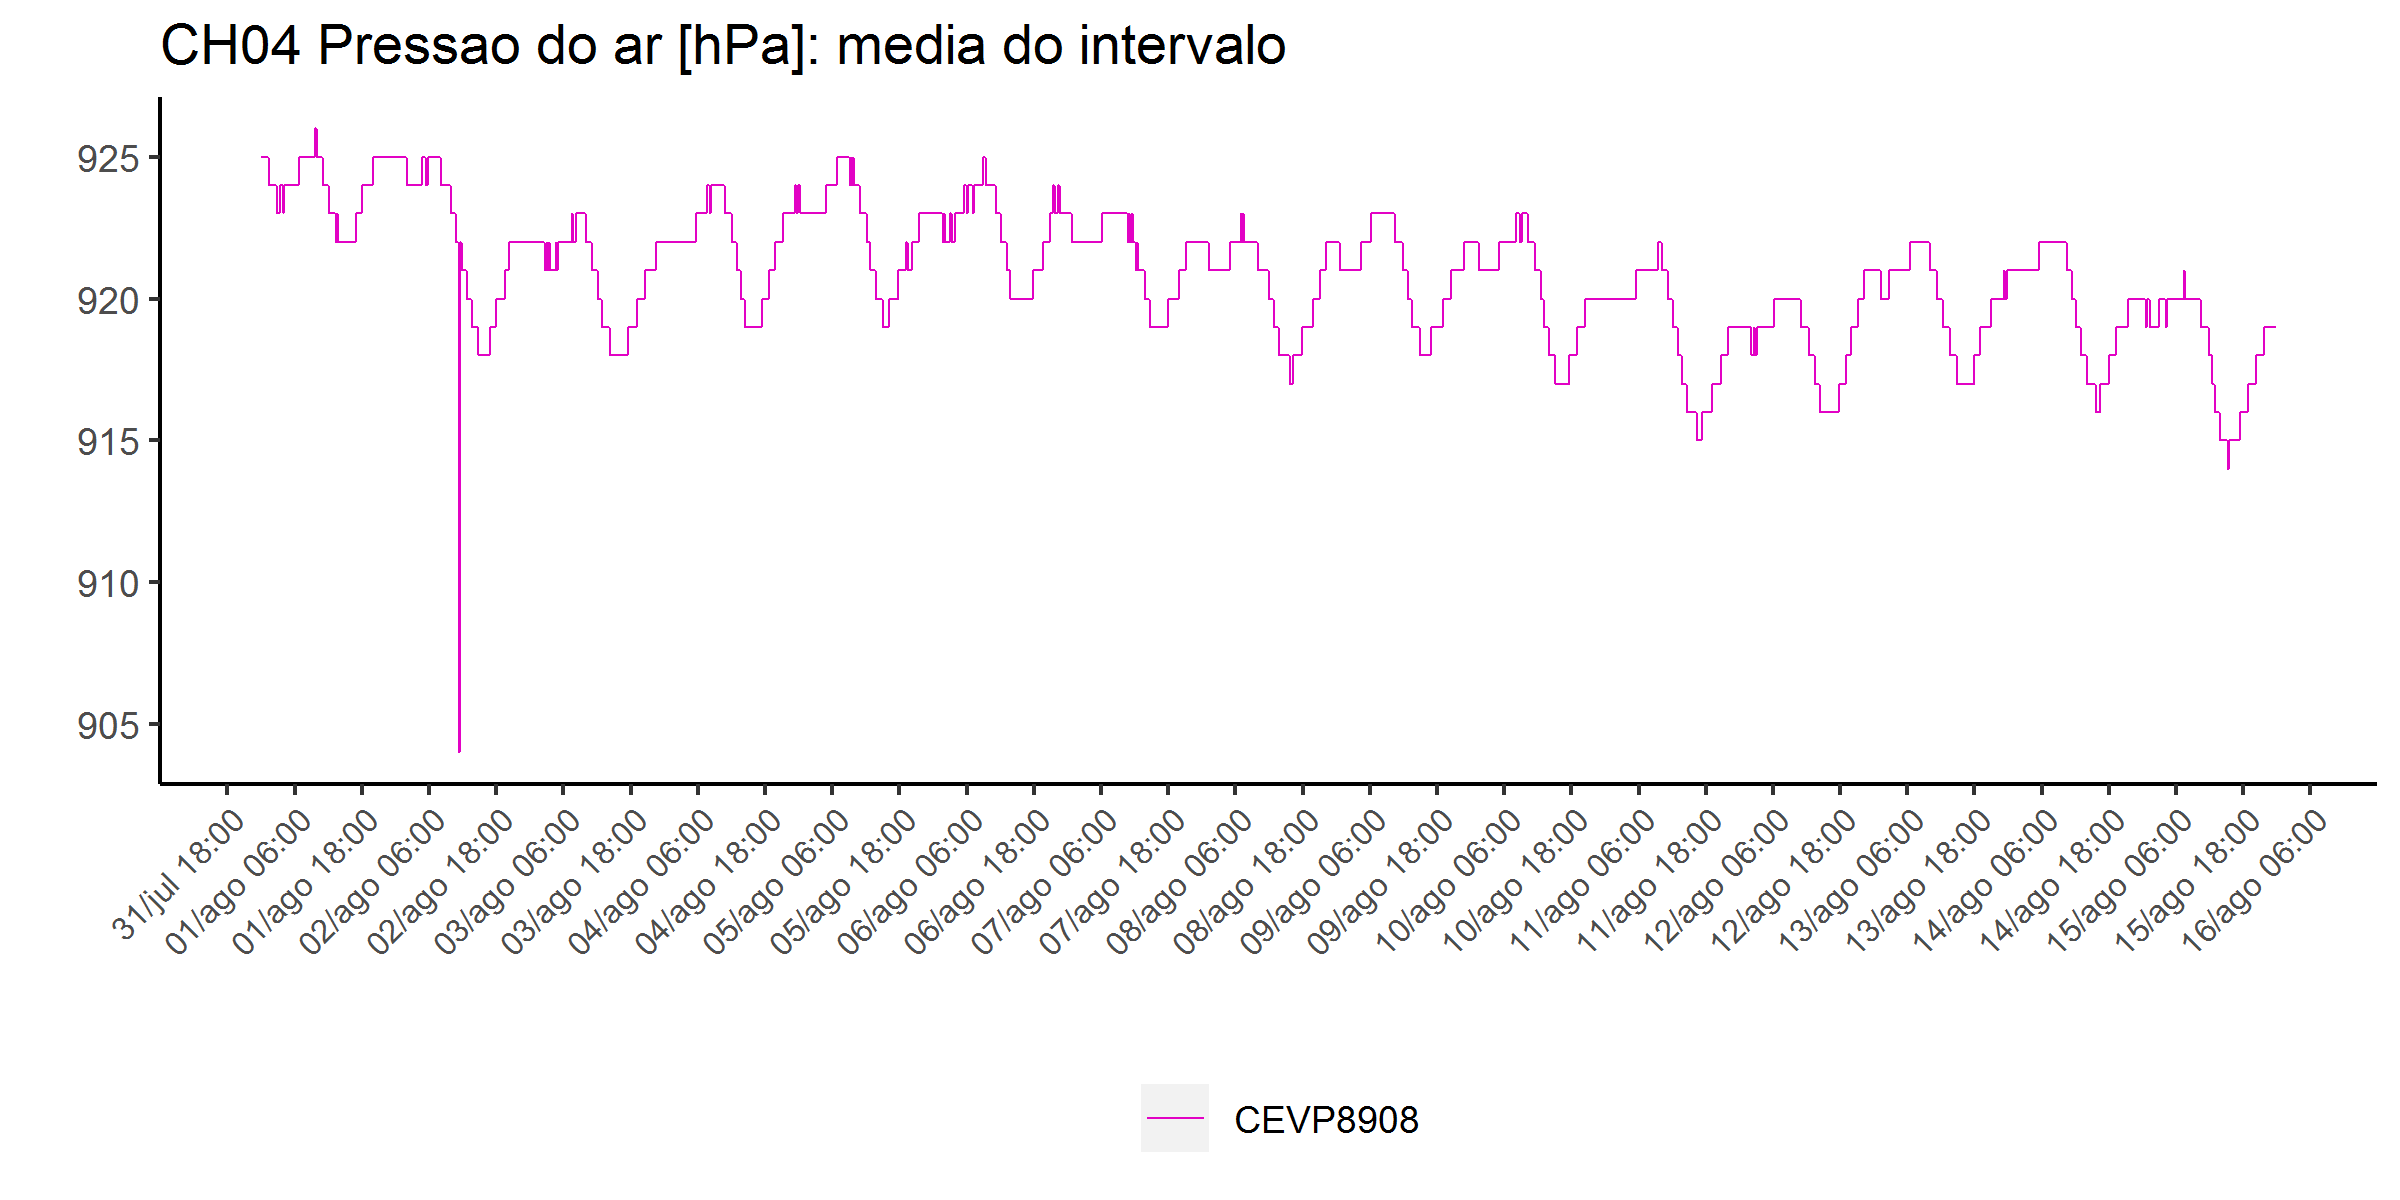 CH04 Pressao do ar [hPa]: media do intervalo
925
920
915
910
905
31/jul 18:00
01/ago 06:00
01/ago 18:00
02/ago 06:00
02/ago 18:00
03/ago 06:00
03/ago 18:00
04/ago 06:00
04/ago 18:00
05/ago 06:00
05/ago 18:00
06/ago 06:00
06/ago 18:00
07/ago 06:00
07/ago 18:00
08/ago 06:00
08/ago 18:00
09/ago 06:00
09/ago 18:00
10/ago 06:00
10/ago 18:00
11/ago 06:00
11/ago 18:00
12/ago 06:00
12/ago 18:00
13/ago 06:00
13/ago 18:00
14/ago 06:00
14/ago 18:00
15/ago 06:00
15/ago 18:00
16/ago 06:00
CEVP8908